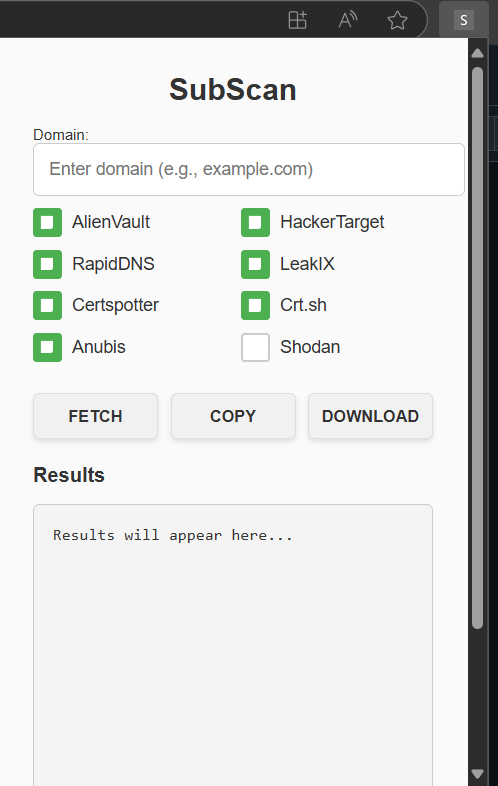 S
SubScan
Domain:
Enter domain (e.g., example.com)
AlienVault
HackerTarget
RapidDNS
LeakIX
Certspotter
Crt.sh
Anubis
Shodan
FETCH
COPY
DOWNLOAD
Results
Results will appear here...